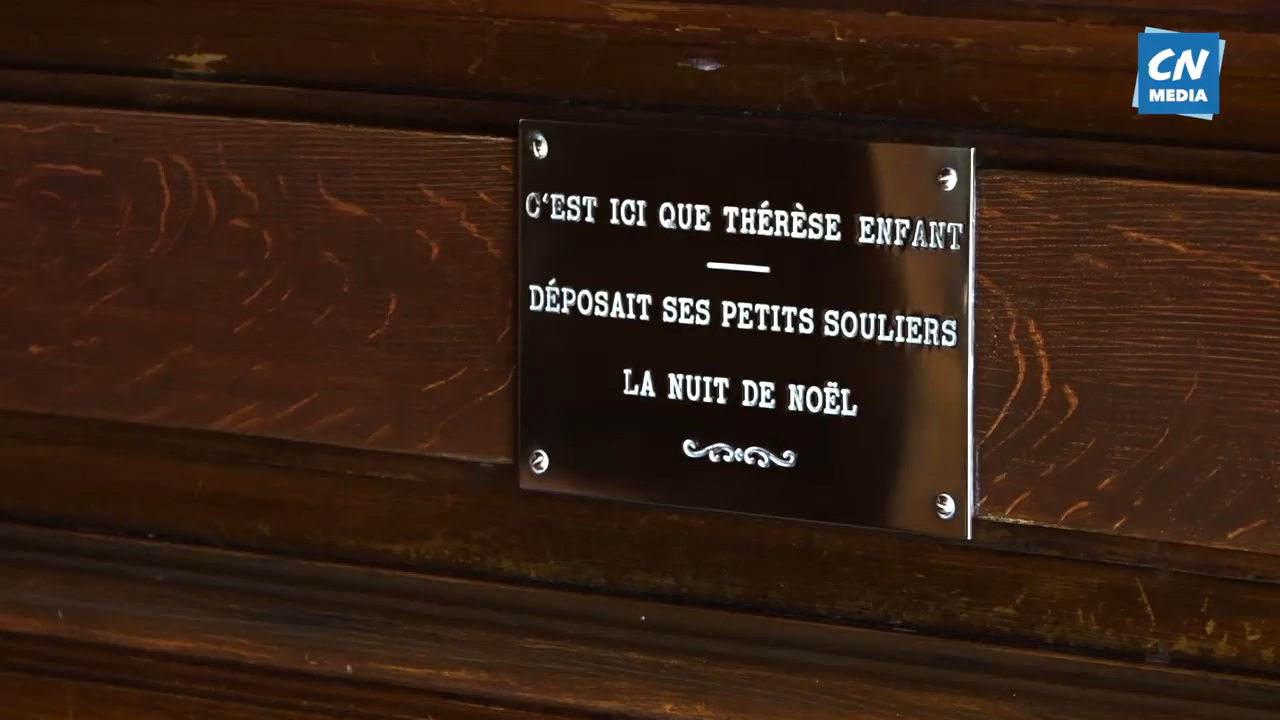 CN
MEDIA
C'EST ICI QUE THÉRÈSE ENFANT
DÉPOSAIT SES PETITS SOULIERS
LA NUIT DE NOËL